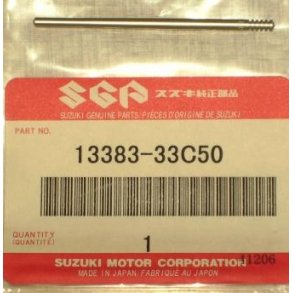 SGP スズキ純正部品
SUZUKI GENUINE PARTS/PIÈCES D'ORIGINE DE SUZUKI
PART NO.
13383-33C50
QUANTITY
(QUANTITÉ)
1
41206
SUZUKI MOTOR CORPORATION
MADE IN JAPAN/FABRIQUÉ AU JAPON